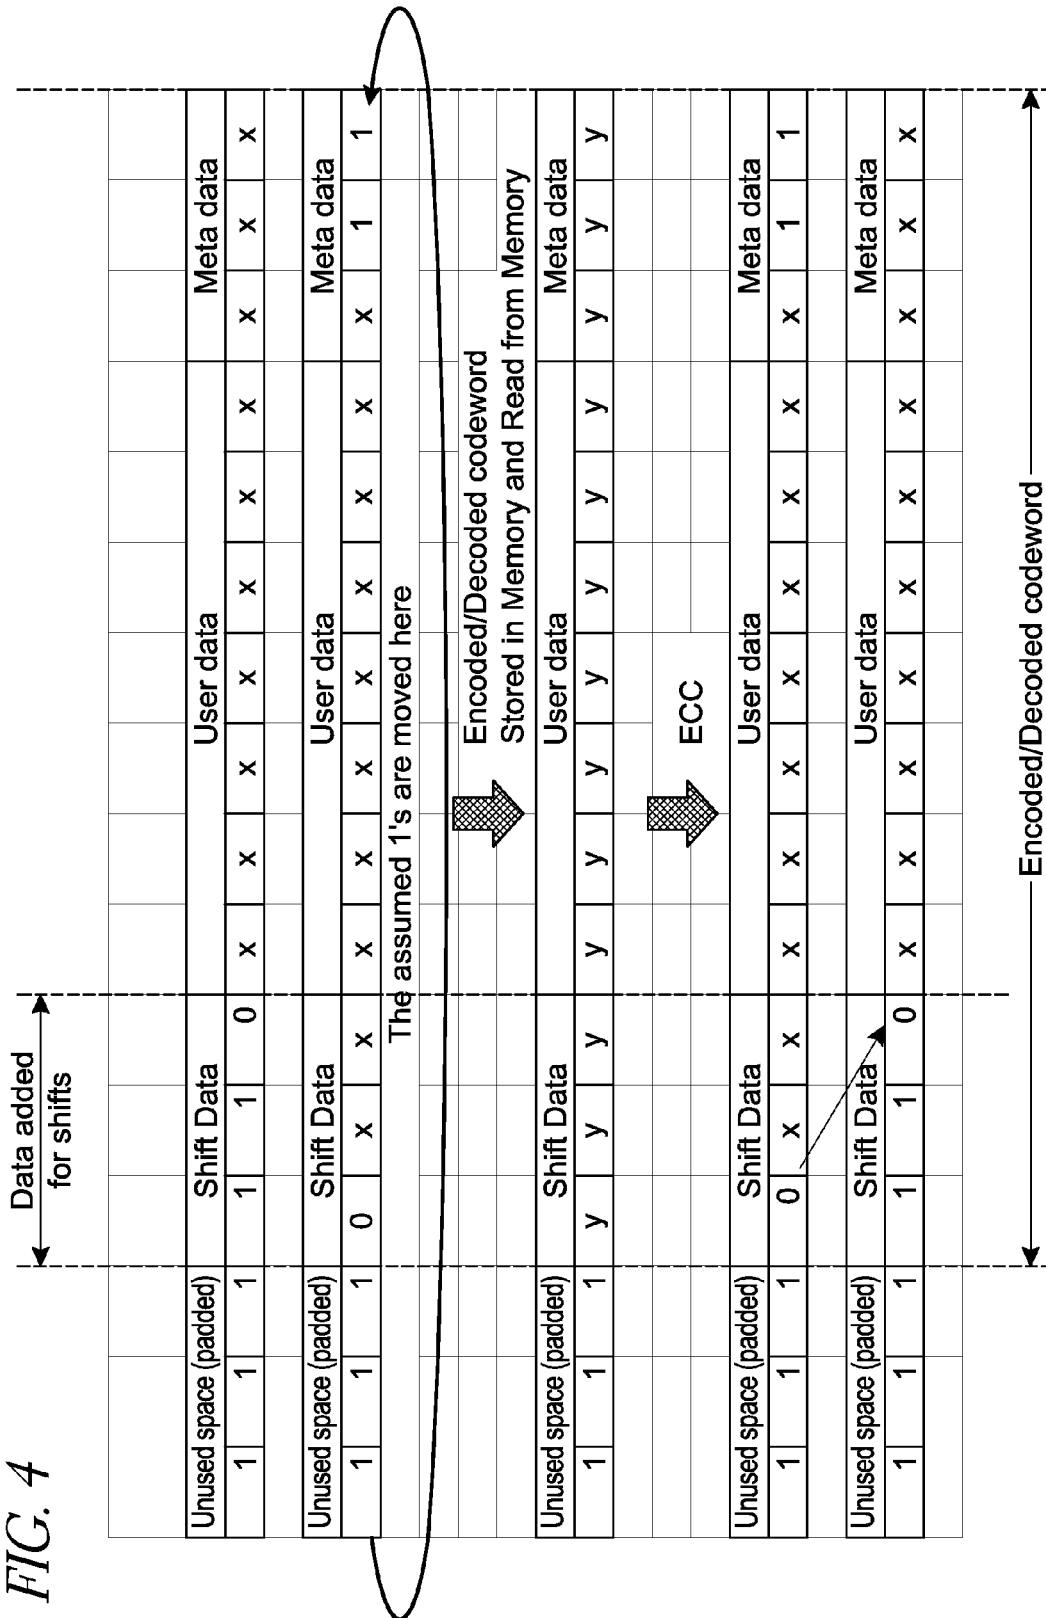 FIG. 4
Data added
for shifts
Unused space (padded) Shift Data User data Meta data
1 1 1 1 1 0 x x x x x x x x x x
Unused space (padded) Shift Data User data Meta data
1 1 1 0 x x x x x x x x x x 1 1
The assumed 1's are moved here
Encoded/Decoded codeword
Stored in Memory and Read from Memory
Unused space (padded) Shift Data User data Meta data
1 1 1 y y y y y y y y y y y y y
ECC
Unused space (padded) Shift Data User data Meta data
1 1 1 0 x x x x x x x x x x 1 1
Unused space (padded) Shift Data User data Meta data
1 1 1 1 1 0 x x x x x x x x x x
Encoded/Decoded codeword